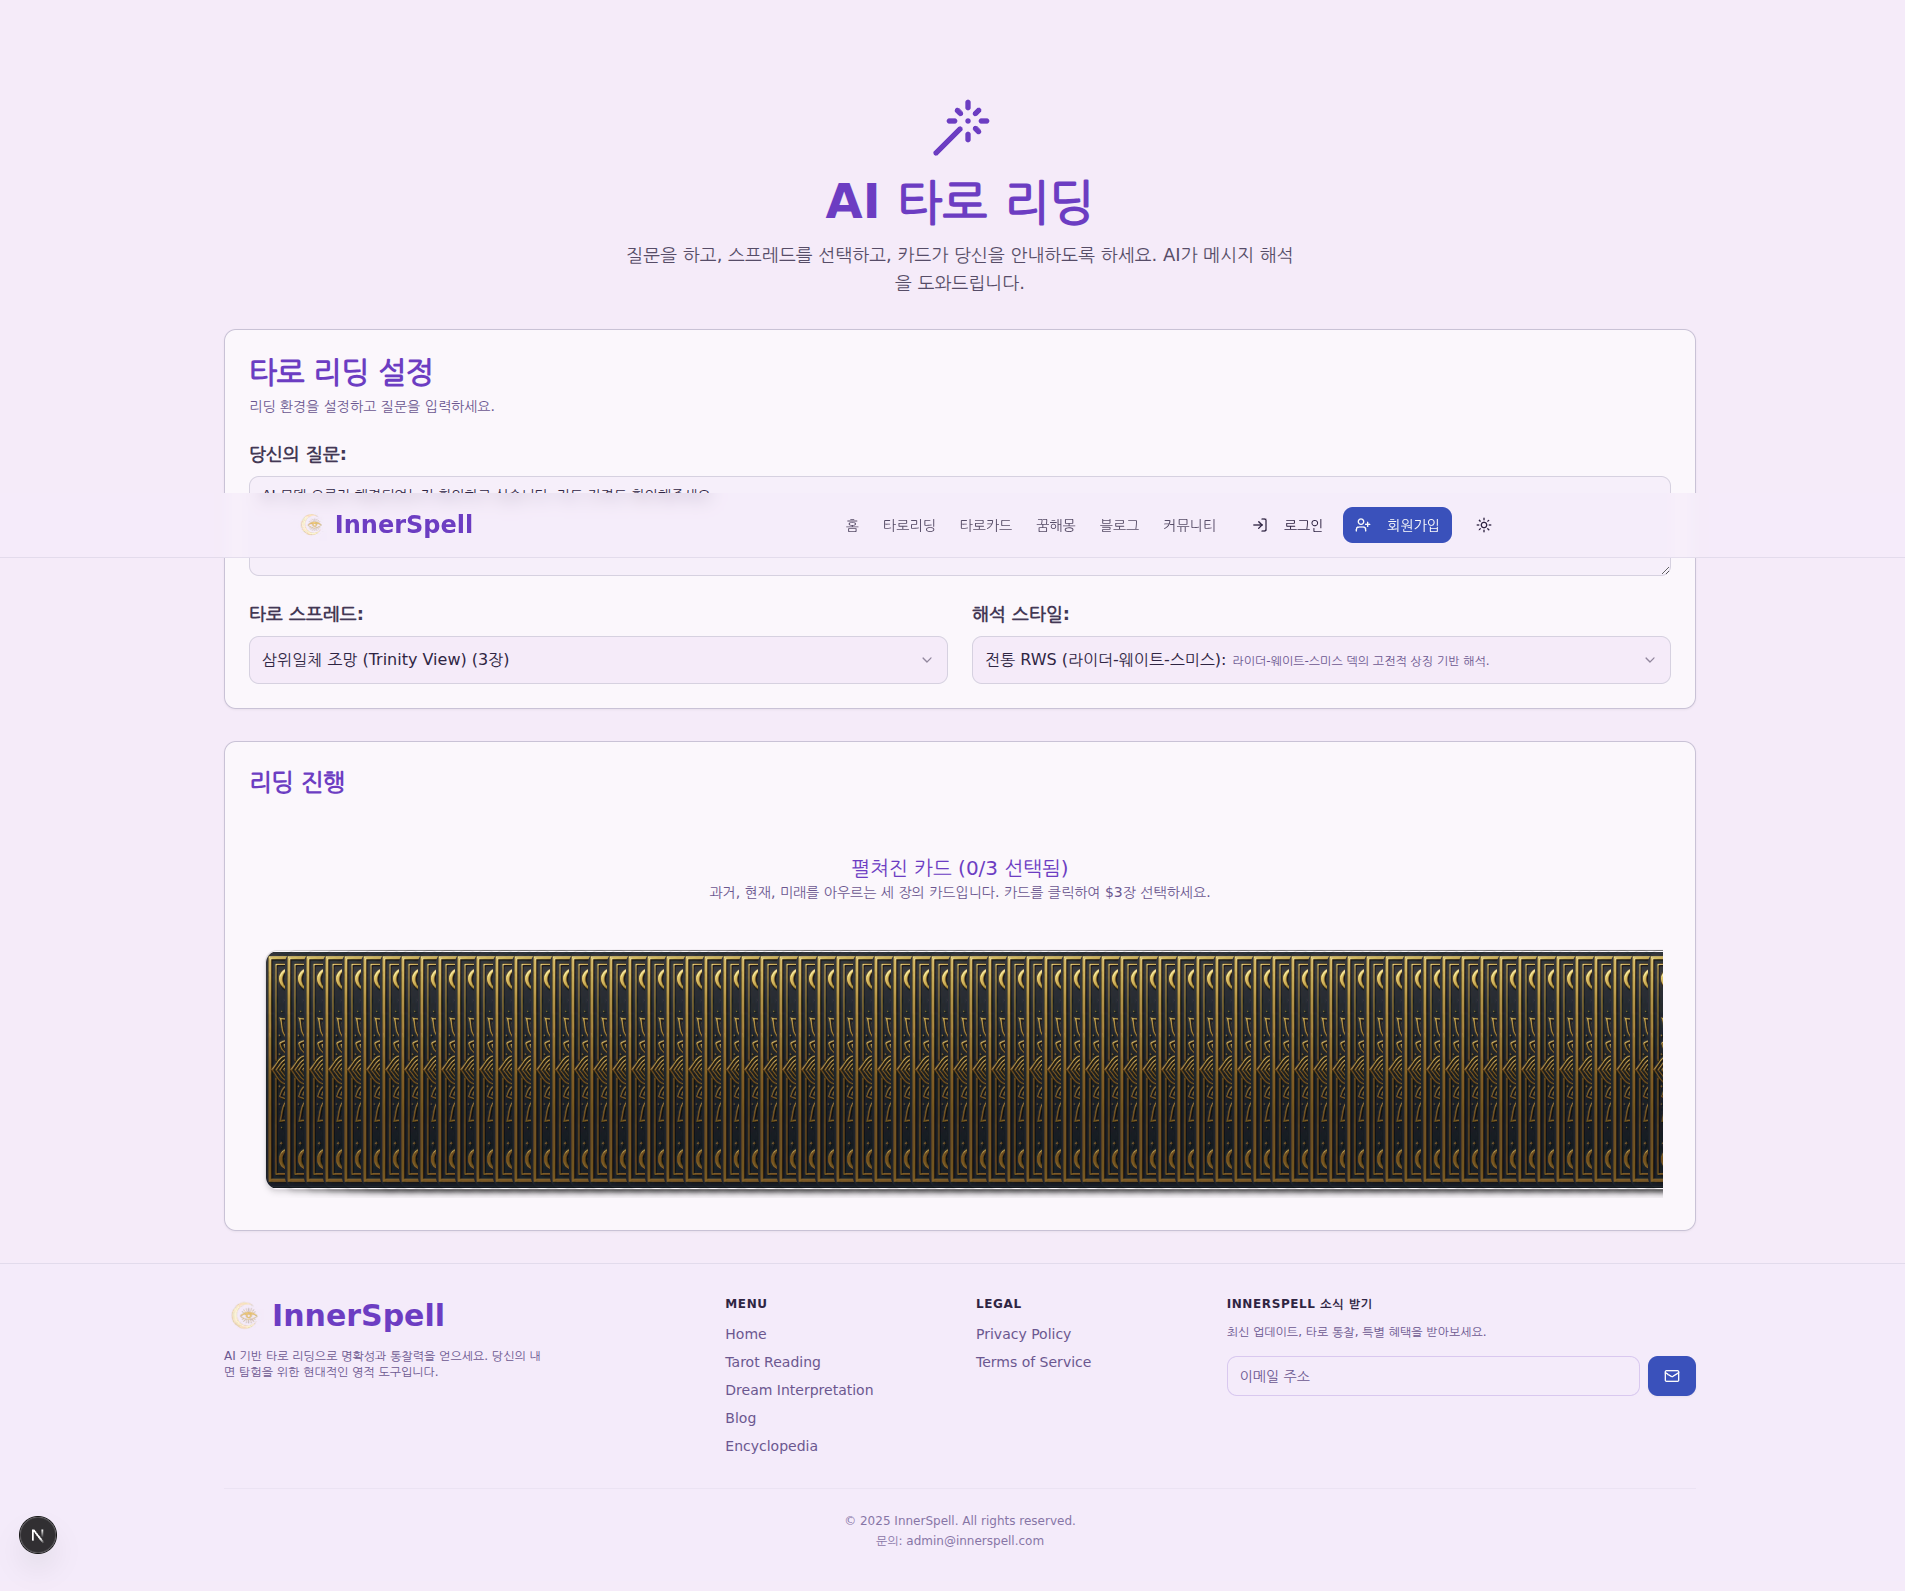 AI 타로 리딩
질문을 하고, 스프레드를 선택하고, 카드가 당신을 안내하도록 하세요. AI가 메시지 해석
을 도와드립니다.
타로 리딩 설정
리딩 환경을 설정하고 질문을 입력하세요.
당신의 질문:
InnerSpell
홈 타로리딩 타로카드 꿈해몽 블로그 커뮤니티 로그인 회원가입
타로 스프레드: 해석 스타일:
삼위일체 조망 (Trinity View) (3장) 전통 RWS (라이더-웨이트-스미스): 라이더-웨이트-스미스 덱의 고전적 상징 기반 해석.
리딩 진행
펼쳐진 카드 (0/3 선택됨)
과거, 현재, 미래를 아우르는 세 장의 카드입니다. 카드를 클릭하여 $3장 선택하세요.
InnerSpell
AI 기반 타로 리딩으로 명확성과 통찰력을 얻으세요. 당신의 내
면 탐험을 위한 현대적인 영적 도구입니다.
MENU
Home
Tarot Reading
Dream Interpretation
Blog
Encyclopedia
LEGAL
Privacy Policy
Terms of Service
INNERSPELL 소식 받기
최신 업데이트, 타로 통찰, 특별 혜택을 받아보세요.
이메일 주소
© 2025 InnerSpell. All rights reserved.
문의: admin@innerspell.com
N